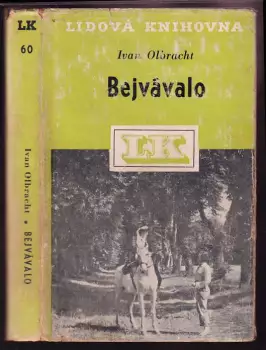 LK
60
Ivan Olbracht • BEJVÁVALO
LIDOVÁ KNIHOVNA
Ivan Olbracht
Bejvávalo
LK